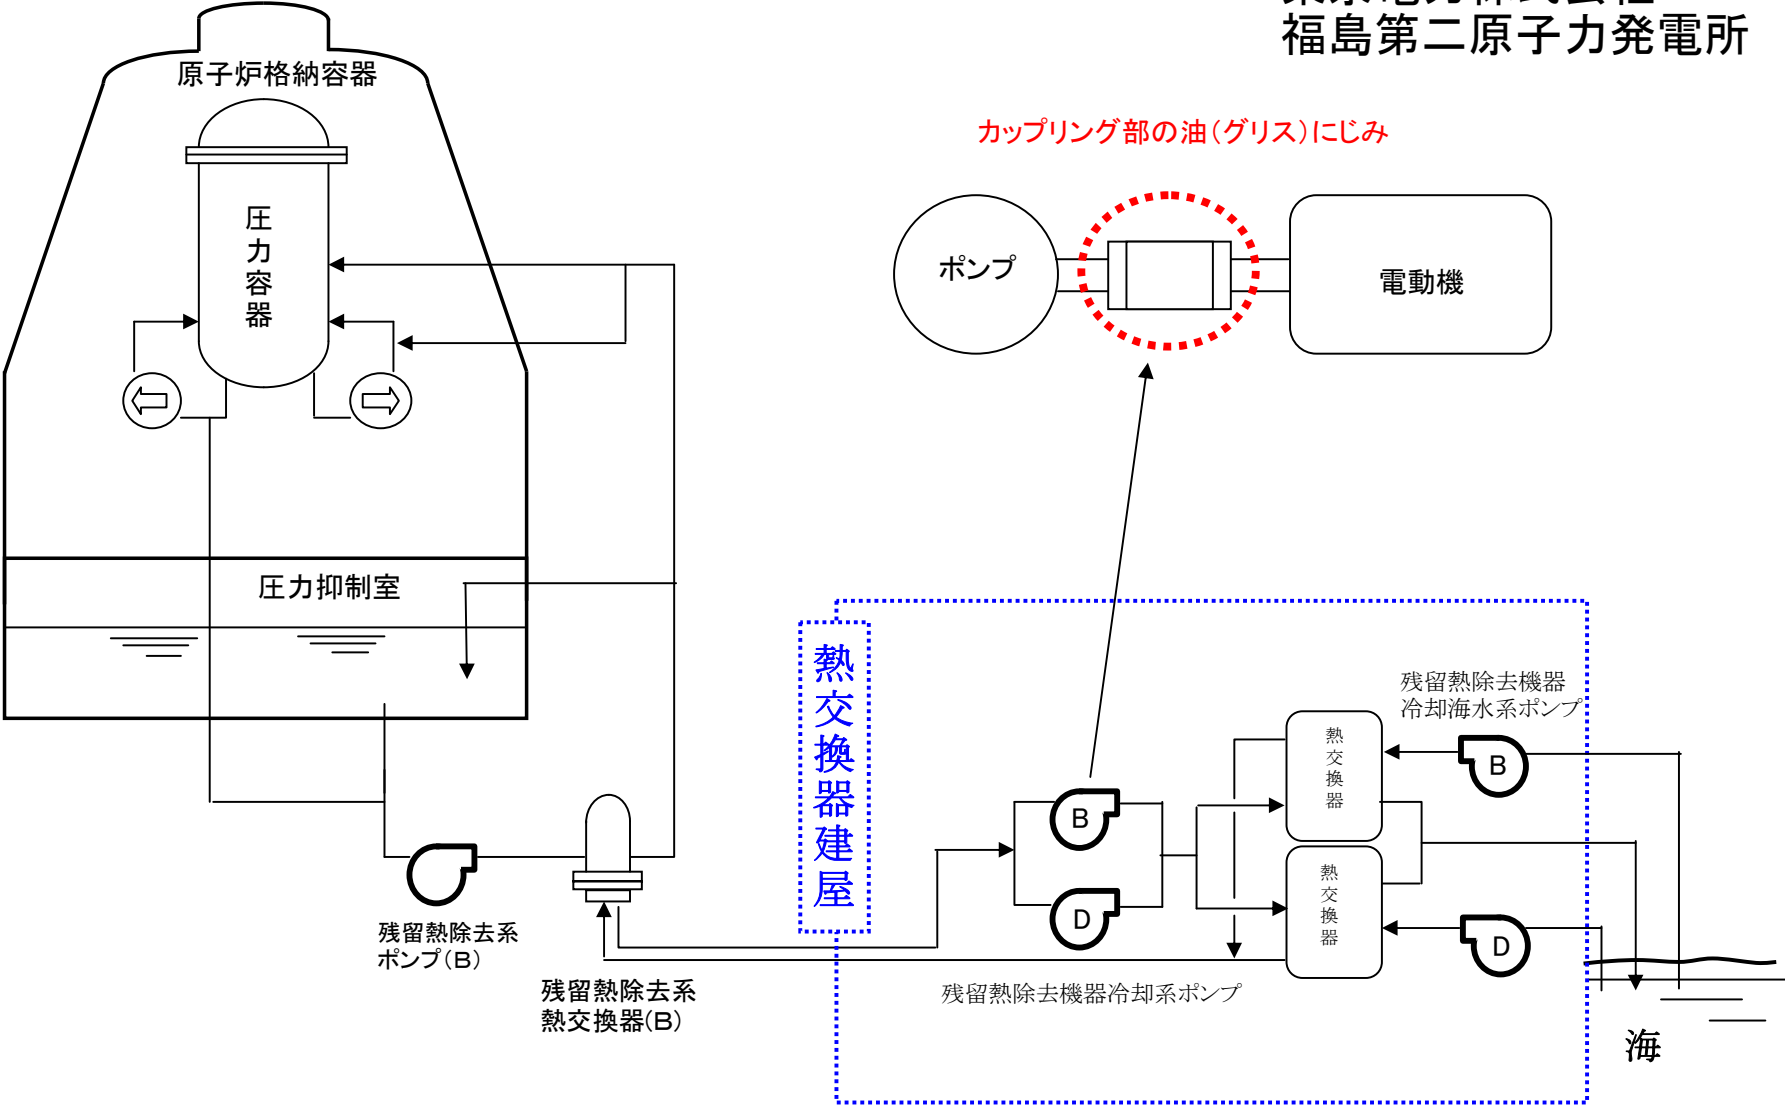 福島第二原子力発電所
原子炉格納容器
カップリング部の油(グリス)にじみ
圧力容器
ポンプ
電動機
圧力抑制室
熱交換器建屋
残留熱除去機器
冷却海水系ポンプ
熱交換器
B
B
熱交換器
D
D
残留熱除去系
ポンプ(B)
残留熱除去系
熱交換器(B)
残留熱除去機器冷却系ポンプ
海